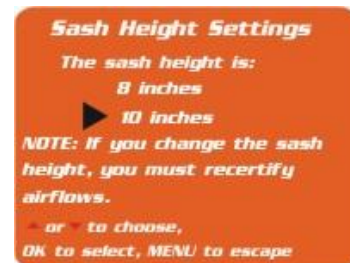 Sash Height Settings
The sash height is:
8 inches
10 inches
NOTE: If you change the sash
height, you must recertify
airflows.
or to choose,
OK to select, MENU to escape